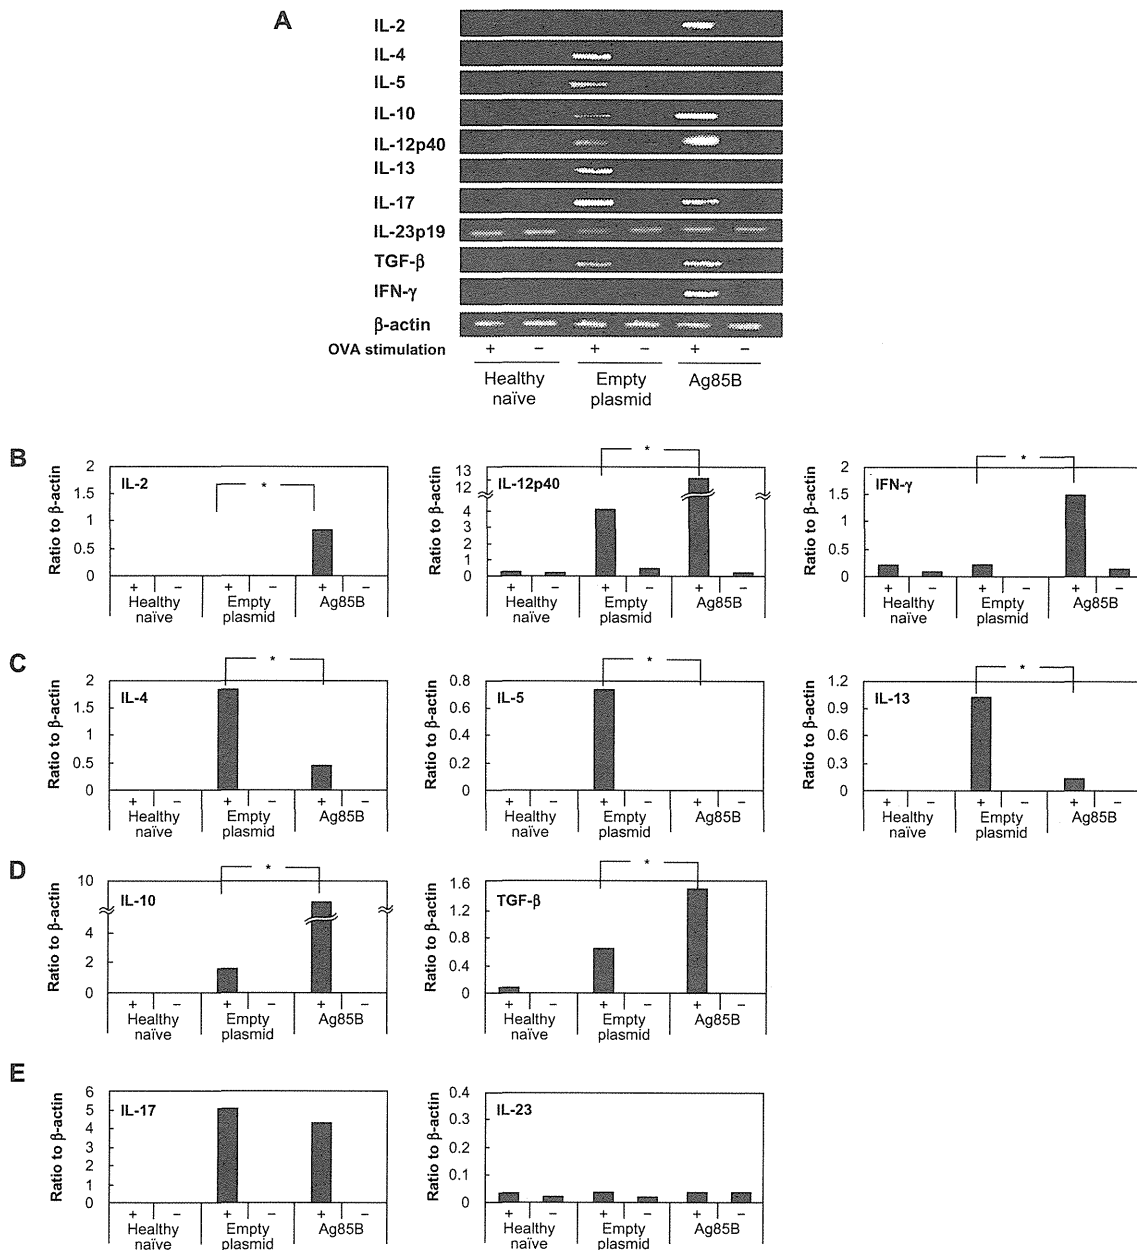 A
IL-2
IL-4
IL-5
IL-10
IL-12p40
IL-13
IL-17
IL-23p19
TGF-β
IFN-γ
β-actin
OVA stimulation + − + − + −
Healthy naïve Empty plasmid Ag85B
B
Ratio to β-actin
2
1.5
1
0.5
0
IL-2
*
+ − + − + −
Healthy naïve Empty plasmid Ag85B
Ratio to β-actin
13
12
4
3
2
1
0
IL-12p40
*
+ − + − + −
Healthy naïve Empty plasmid Ag85B
Ratio to β-actin
2
1.5
1
0.5
0
IFN-γ
*
+ − + − + −
Healthy naïve Empty plasmid Ag85B
C
Ratio to β-actin
2
1.5
1
0.5
0
IL-4
*
+ − + − + −
Healthy naïve Empty plasmid Ag85B
Ratio to β-actin
0.8
0.6
0.4
0.2
0
IL-5
*
+ − + − + −
Healthy naïve Empty plasmid Ag85B
Ratio to β-actin
1.2
0.9
0.6
0.3
0
IL-13
*
+ − + − + −
Healthy naïve Empty plasmid Ag85B
D
Ratio to β-actin
10
4
2
0
IL-10
*
+ − + − + −
Healthy naïve Empty plasmid Ag85B
Ratio to β-actin
1.6
1.2
0.8
0.4
0
TGF-β
*
+ − + − + −
Healthy naïve Empty plasmid Ag85B
E
Ratio to β-actin
6
5
4
3
2
1
0
IL-17
+ − + − + −
Healthy naïve Empty plasmid Ag85B
Ratio to β-actin
0.4
0.3
0.2
0.1
0
IL-23
+ − + − + −
Healthy naïve Empty plasmid Ag85B